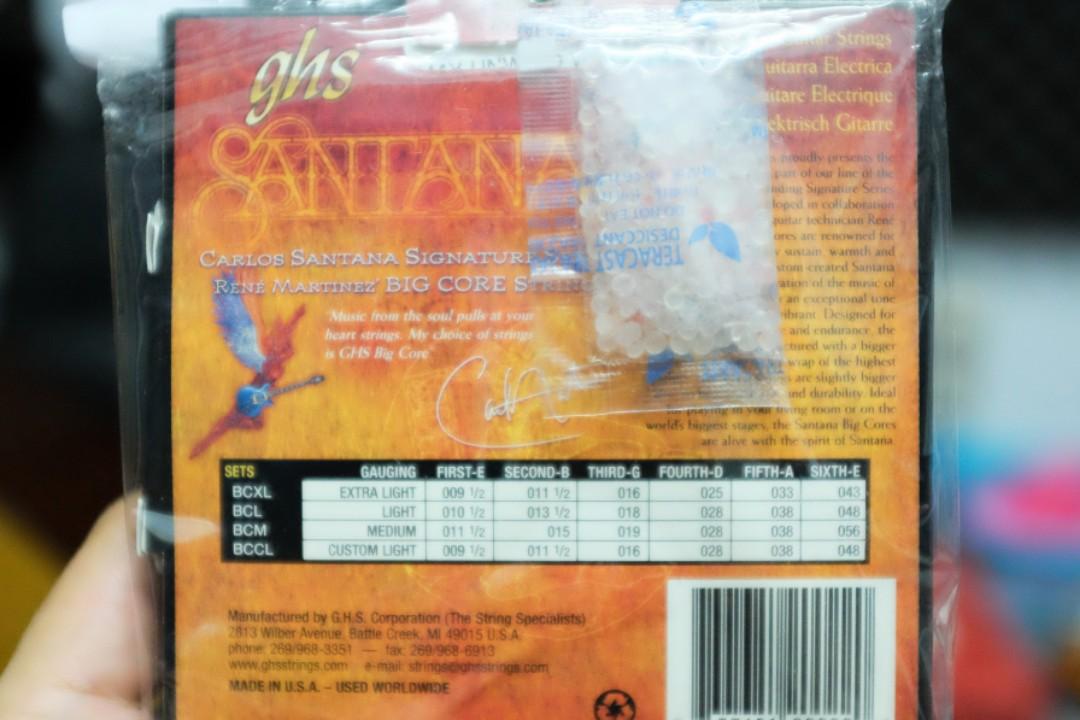 ghs
SANTANA
CARLOS SANTANA SIGNATURE
RENÉ MARTINEZ' BIG CORE
"Music from the soul pulls at your
heart strings. My choice of strings
is GHS Big Core"
Strings
Electrica
Electrique
Gitarre
proudly presents the
part of our line of the
Signature Series
in collaboration
guitar technician René
are renowned for
sustain, warmth and
created Santana
of the music of
an exceptional tone
Designed for
and endurance, the
with a bigger
wrap of the highest
are slightly bigger
and durability. Ideal
for playing in your living room or on the
world's biggest stages, the Santana Big Cores
are alive with the spirit of Santana.
TERACAST
DESICCANT
DO NOT EAT
SETS GAUGING FIRST-E SECOND-B THIRD-G FOURTH-D FIFTH-A SIXTH-E
BCXL EXTRA LIGHT 009 1/2 011 1/2 016 025 033 043
BCL LIGHT 010 1/2 013 1/2 018 028 038 048
BCM MEDIUM 011 1/2 015 019 028 038 056
BCCL CUSTOM LIGHT 009 1/2 011 1/2 016 028 038 048
Manufactured by G.H.S. Corporation (The String Specialists)
2813 Wilber Avenue, Battle Creek, MI 49015 U.S.A.
phone: 269/968-3351 — fax: 269/968-6913
www.ghsstrings.com e-mail: strings@ghsstrings.com
MADE IN U.S.A. – USED WORLDWIDE